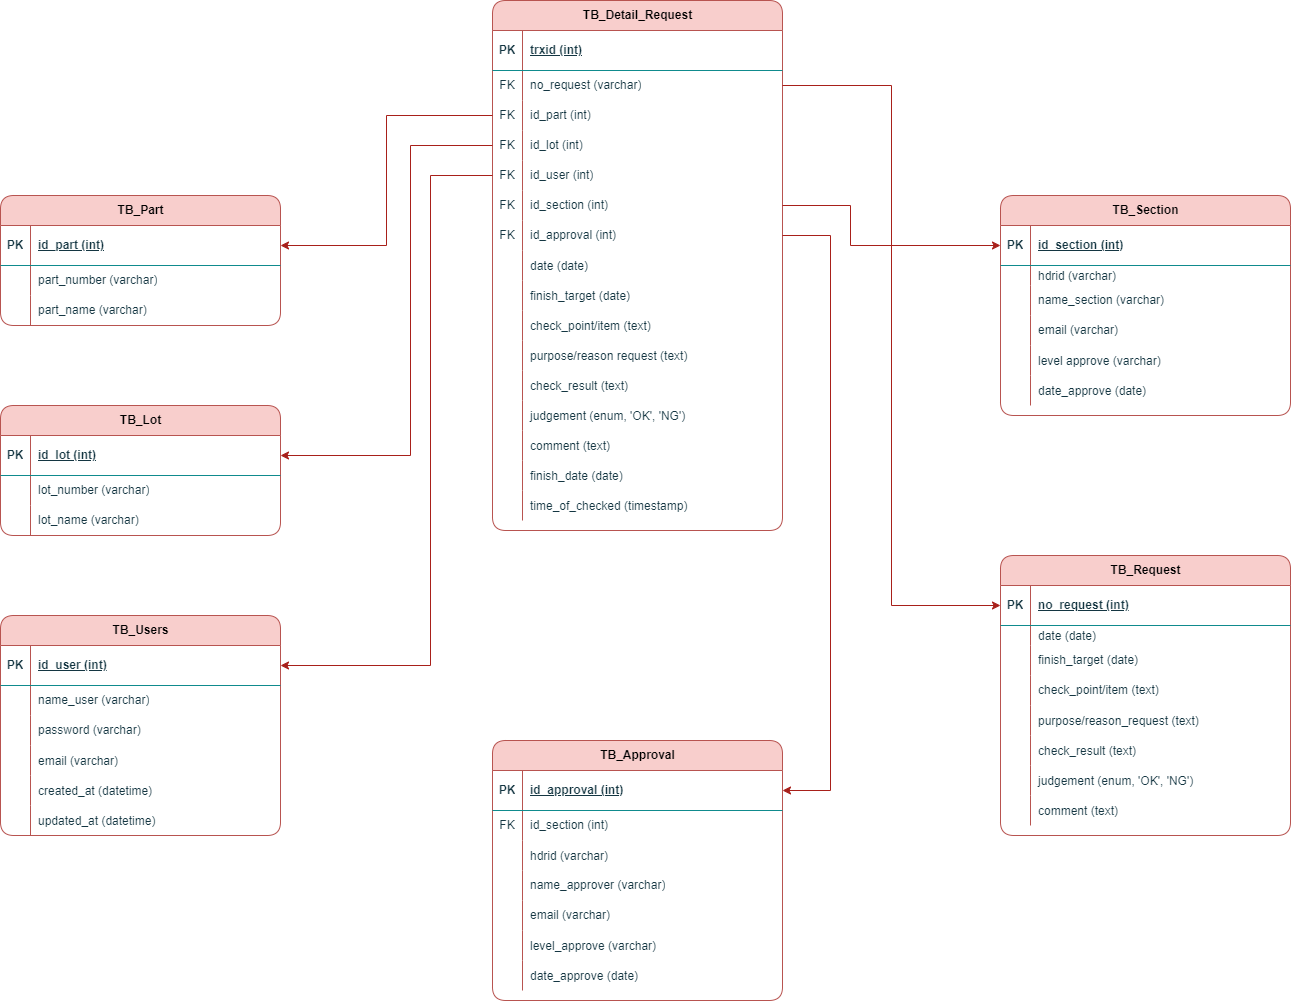 TB_Detail_Request
PK trxid (int)
FK no_request (varchar)
FK id_part (int)
FK id_lot (int)
FK id_user (int)
FK id_section (int)
FK id_approval (int)
date (date)
finish_target (date)
check_point/item (text)
purpose/reason request (text)
check_result (text)
judgement (enum, 'OK', 'NG')
comment (text)
finish_date (date)
time_of_checked (timestamp)
TB_Part
PK id_part (int)
part_number (varchar)
part_name (varchar)
TB_Section
PK id_section (int)
hdrid (varchar)
name_section (varchar)
email (varchar)
level approve (varchar)
date_approve (date)
TB_Lot
PK id_lot (int)
lot_number (varchar)
lot_name (varchar)
TB_Request
PK no_request (int)
date (date)
finish_target (date)
check_point/item (text)
purpose/reason_request (text)
check_result (text)
judgement (enum, 'OK', 'NG')
comment (text)
TB_Users
PK id_user (int)
name_user (varchar)
password (varchar)
email (varchar)
created_at (datetime)
updated_at (datetime)
TB_Approval
PK id_approval (int)
FK id_section (int)
hdrid (varchar)
name_approver (varchar)
email (varchar)
level_approve (varchar)
date_approve (date)